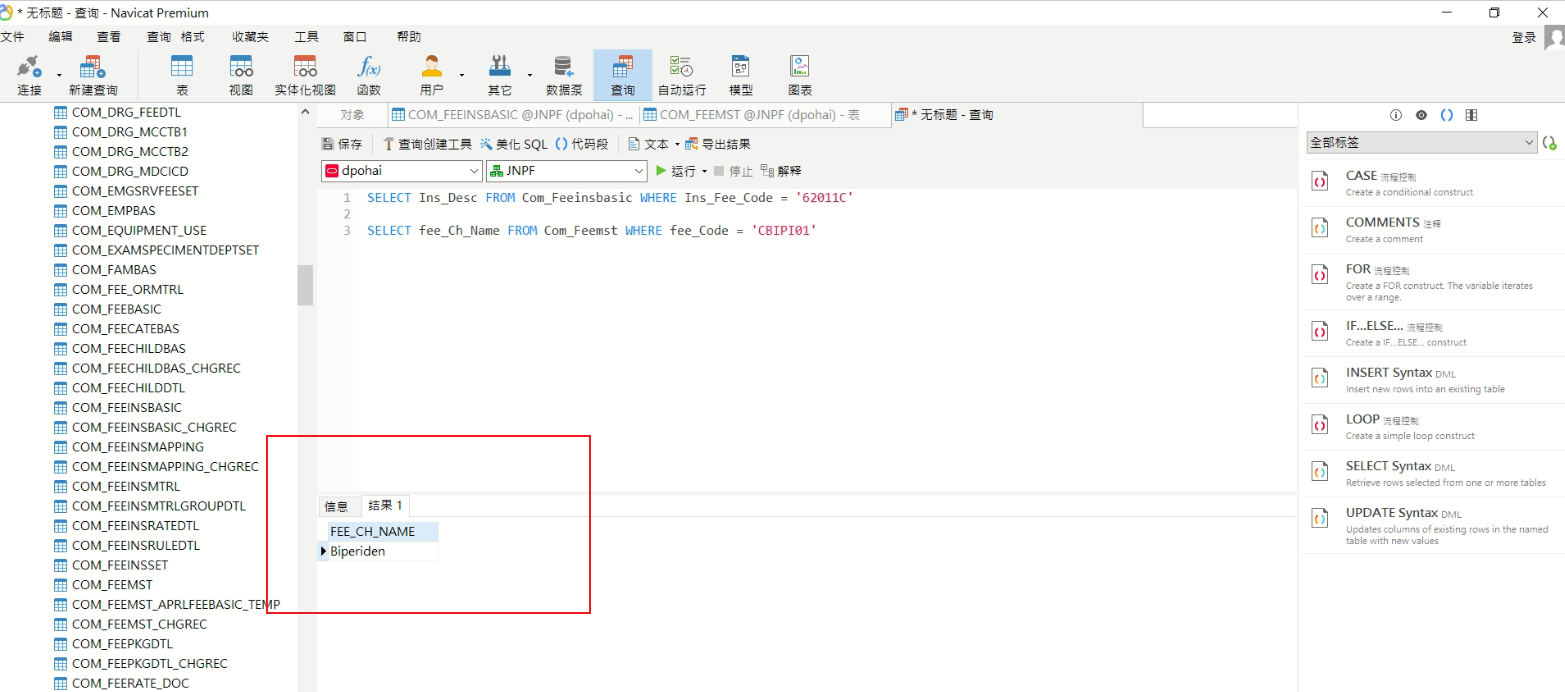 * 无标题 - 查询 - Navicat Premium
文件 编辑 查看 查询 格式 收藏夹 工具 窗口 帮助 登录
连接 新建查询 表 视图 实体化视图 函数 用户 其它 数据泵 查询 自动运行 模型 图表
f(x)
COM_DRG_FEEDTL
COM_DRG_MCCTB1
COM_DRG_MCCTB2
COM_DRG_MDCICD
COM_EMGSRVFEESET
COM_EMPBAS
COM_EQUIPMENT_USE
COM_EXAMSPECIMENTDEPTSET
COM_FAMBAS
COM_FEE_ORMTRL
COM_FEEBASIC
COM_FEECATEBAS
COM_FEECHILDBAS
COM_FEECHILDBAS_CHGREC
COM_FEECHILDDTL
COM_FEEINSBASIC
COM_FEEINSBASIC_CHGREC
COM_FEEINSMAPPING
COM_FEEINSMAPPING_CHGREC
COM_FEEINSMTRL
COM_FEEINSMTRLGROUPDTL
COM_FEEINSRATEDTL
COM_FEEINSRULEDTL
COM_FEEINSSET
COM_FEEMST
COM_FEEMST_APRLFEEBASIC_TEMP
COM_FEEMST_CHGREC
COM_FEEPKGDTL
COM_FEEPKGDTL_CHGREC
COM_FEERATE_DOC
对象 COM_FEEINSBASIC @JNPF (dpohai) - ... COM_FEEMST @JNPF (dpohai) - 表 * 无标题 - 查询
保存 查询创建工具 美化 SQL 代码段 文本 导出结果
dpohai JNPF 运行 停止 解释
1 SELECT Ins_Desc FROM Com_Feeinsbasic WHERE Ins_Fee_Code = '62011C'
2
3 SELECT fee_Ch_Name FROM Com_Feemst WHERE fee_Code = 'CBIPI01'
信息 结果 1
FEE_CH_NAME
Biperiden
全部标签
CASE 流程控制
Create a conditional construct
COMMENTS 注释
Create a comment
FOR 流程控制
Create a FOR construct. The variable iterates
over a range.
IF...ELSE... 流程控制
Create a IF...ELSE... construct
INSERT Syntax DML
Insert new rows into an existing table
LOOP 流程控制
Create a simple loop construct
SELECT Syntax DML
Retrieve rows selected from one or more tables
UPDATE Syntax DML
Updates columns of existing rows in the named
table with new values